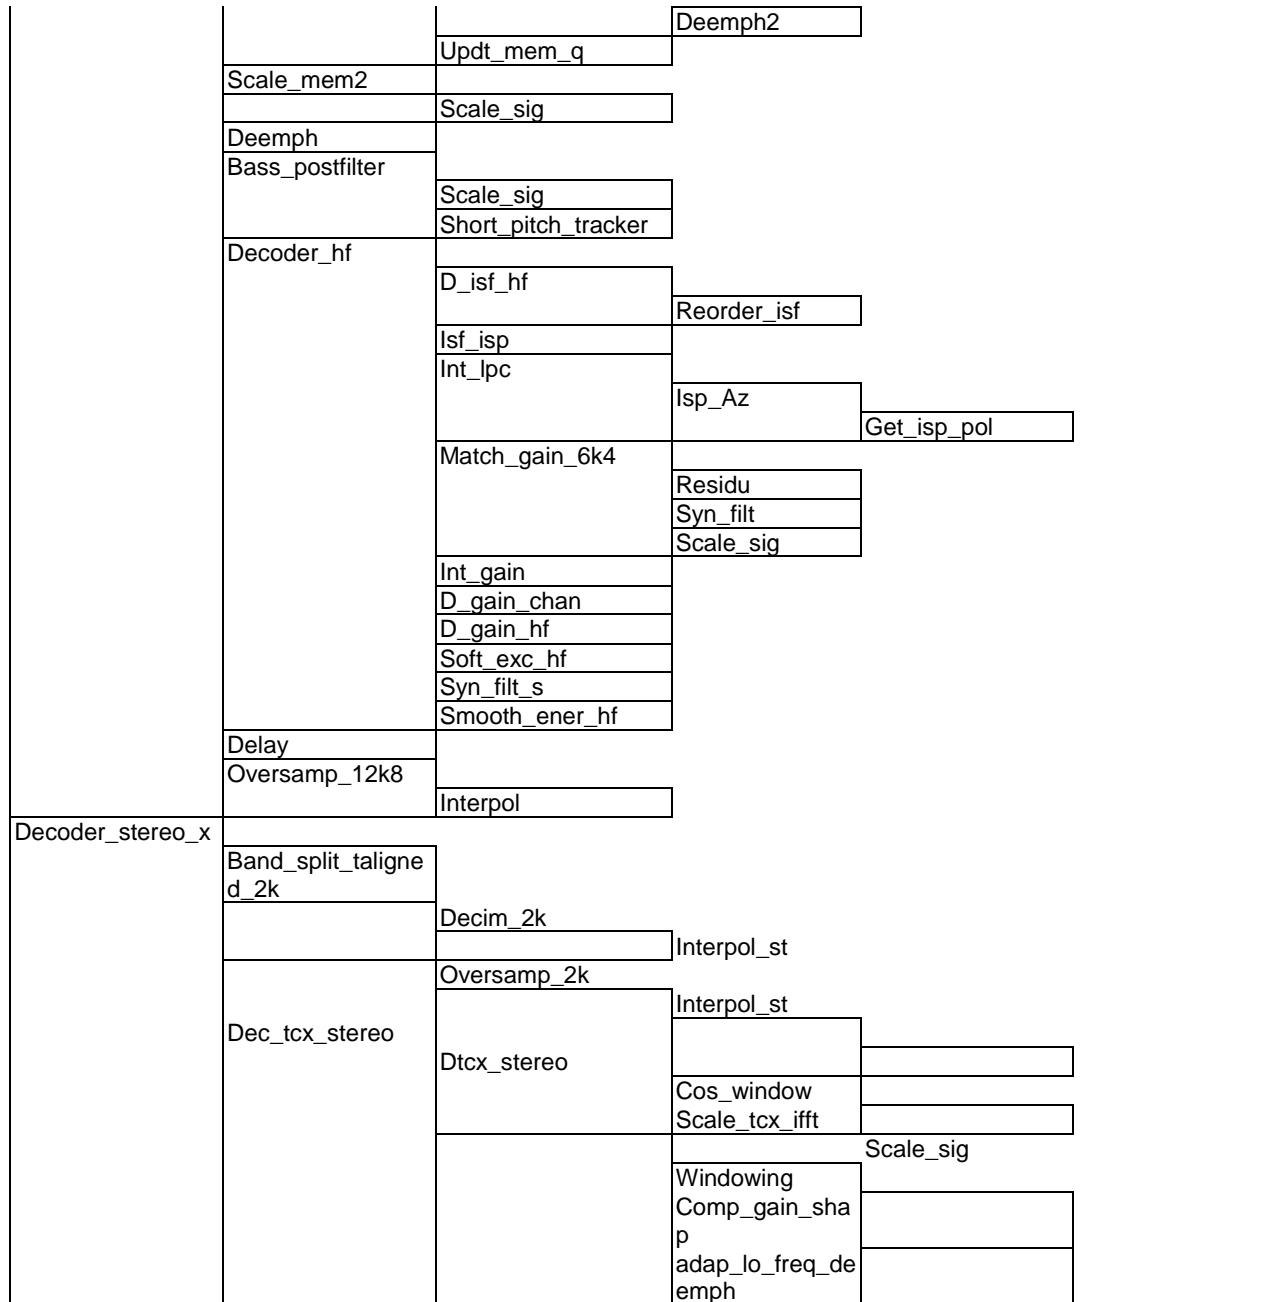 Deemph2
Updt_mem_q
Scale_mem2
Scale_sig
Deemph
Bass_postfilter
Scale_sig
Short_pitch_tracker
Decoder_hf
D_isf_hf
Reorder_isf
Isf_isp
Int_lpc
Isp_Az
Get_isp_pol
Match_gain_6k4
Residu
Syn_filt
Scale_sig
Int_gain
D_gain_chan
D_gain_hf
Soft_exc_hf
Syn_filt_s
Smooth_ener_hf
Delay
Oversamp_12k8
Interpol
Decoder_stereo_x
Band_split_taligne
d_2k
Decim_2k
Interpol_st
Oversamp_2k
Interpol_st
Dec_tcx_stereo
Dtcx_stereo
Cos_window
Scale_tcx_ifft
Scale_sig
Windowing
Comp_gain_sha
p
adap_lo_freq_de
emph